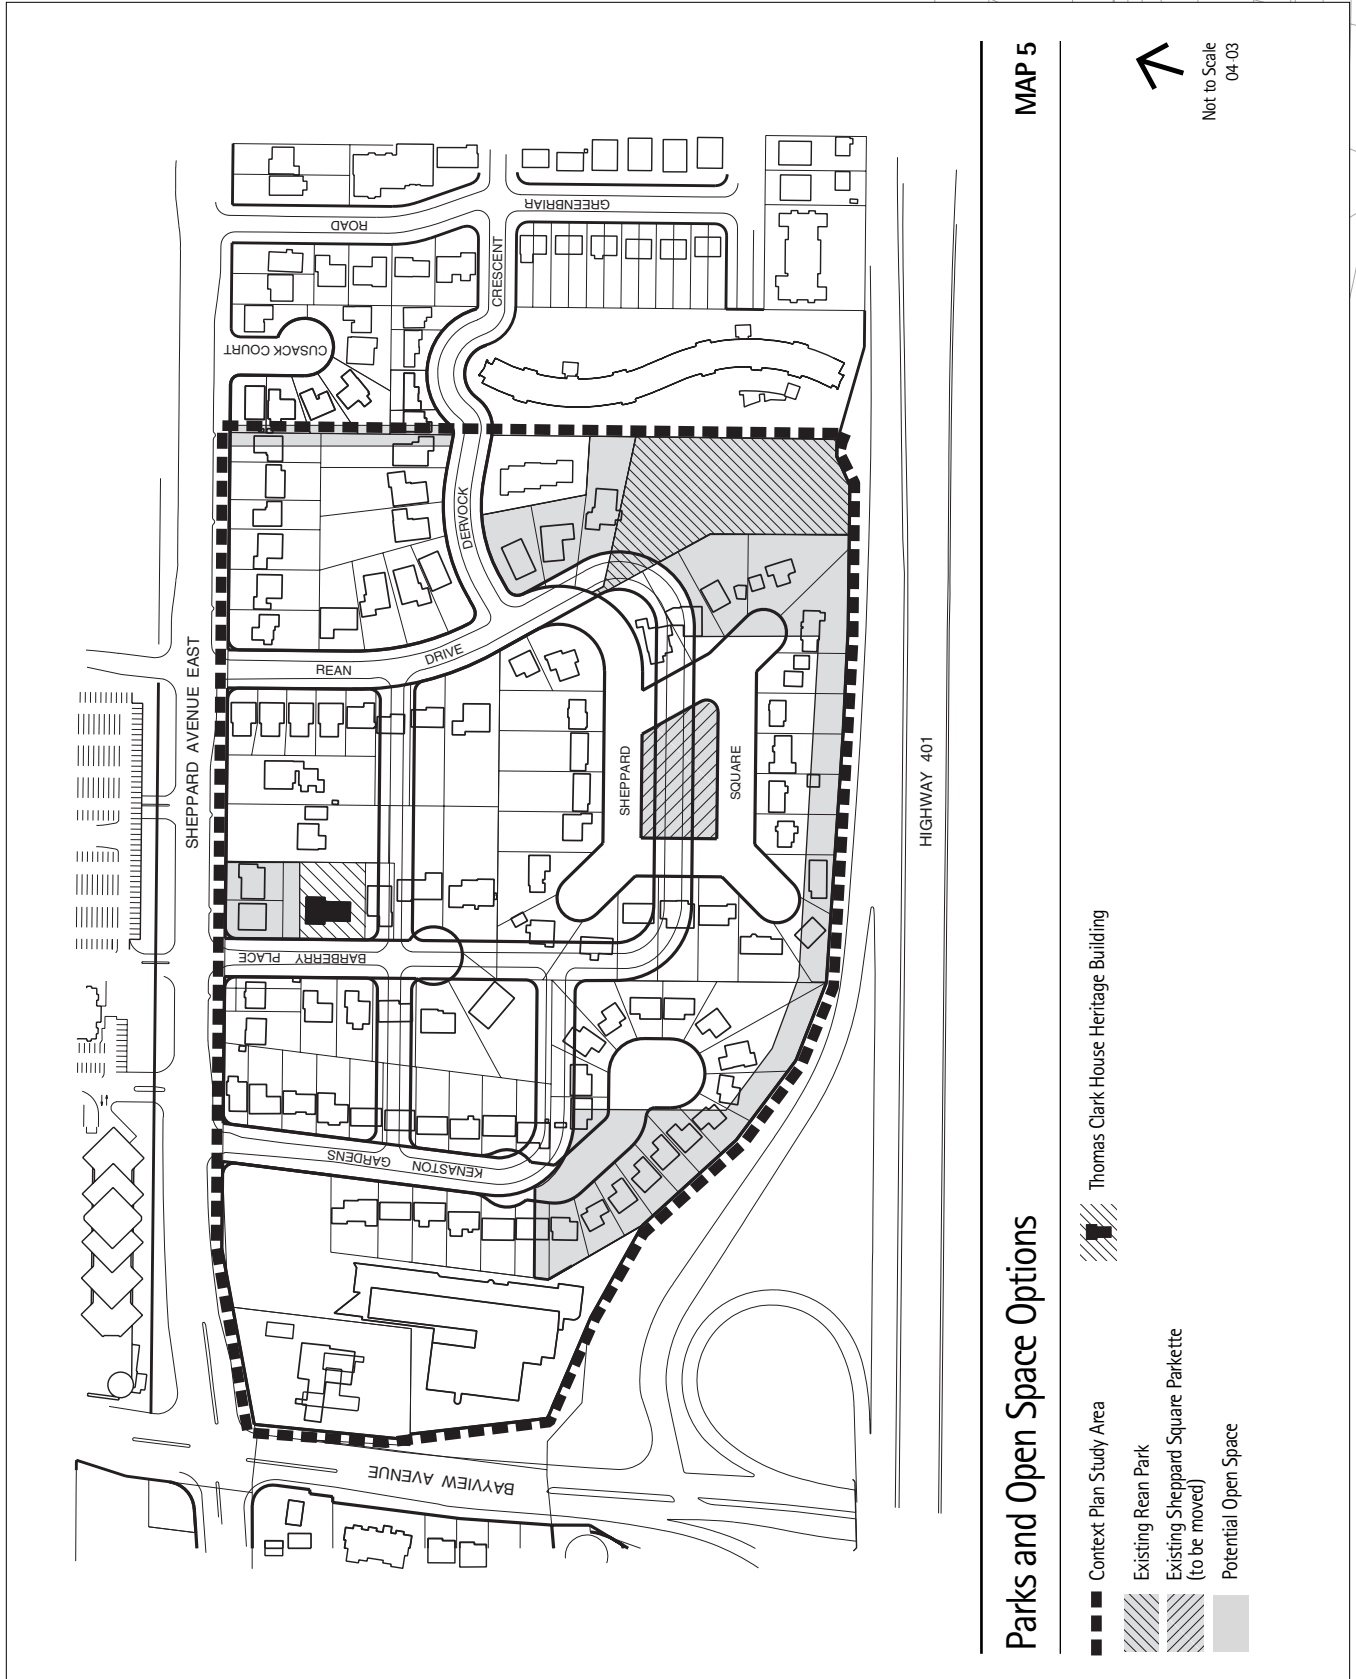 SHEPPARD AVENUE EAST
ROAD
GREENBRIAR
CRESCENT
CUSACK COURT
DERVOCK
REAN
DRIVE
SHEPPARD
SQUARE
BARBERRY PLACE
KENASTON
GARDENS
BAYVIEW AVENUE
HIGHWAY 401
Parks and Open Space Options
MAP 5
Context Plan Study Area
Existing Rean Park
Existing Sheppard Square Parkette
(to be moved)
Potential Open Space
Thomas Clark House Heritage Building
Not to Scale
04-03